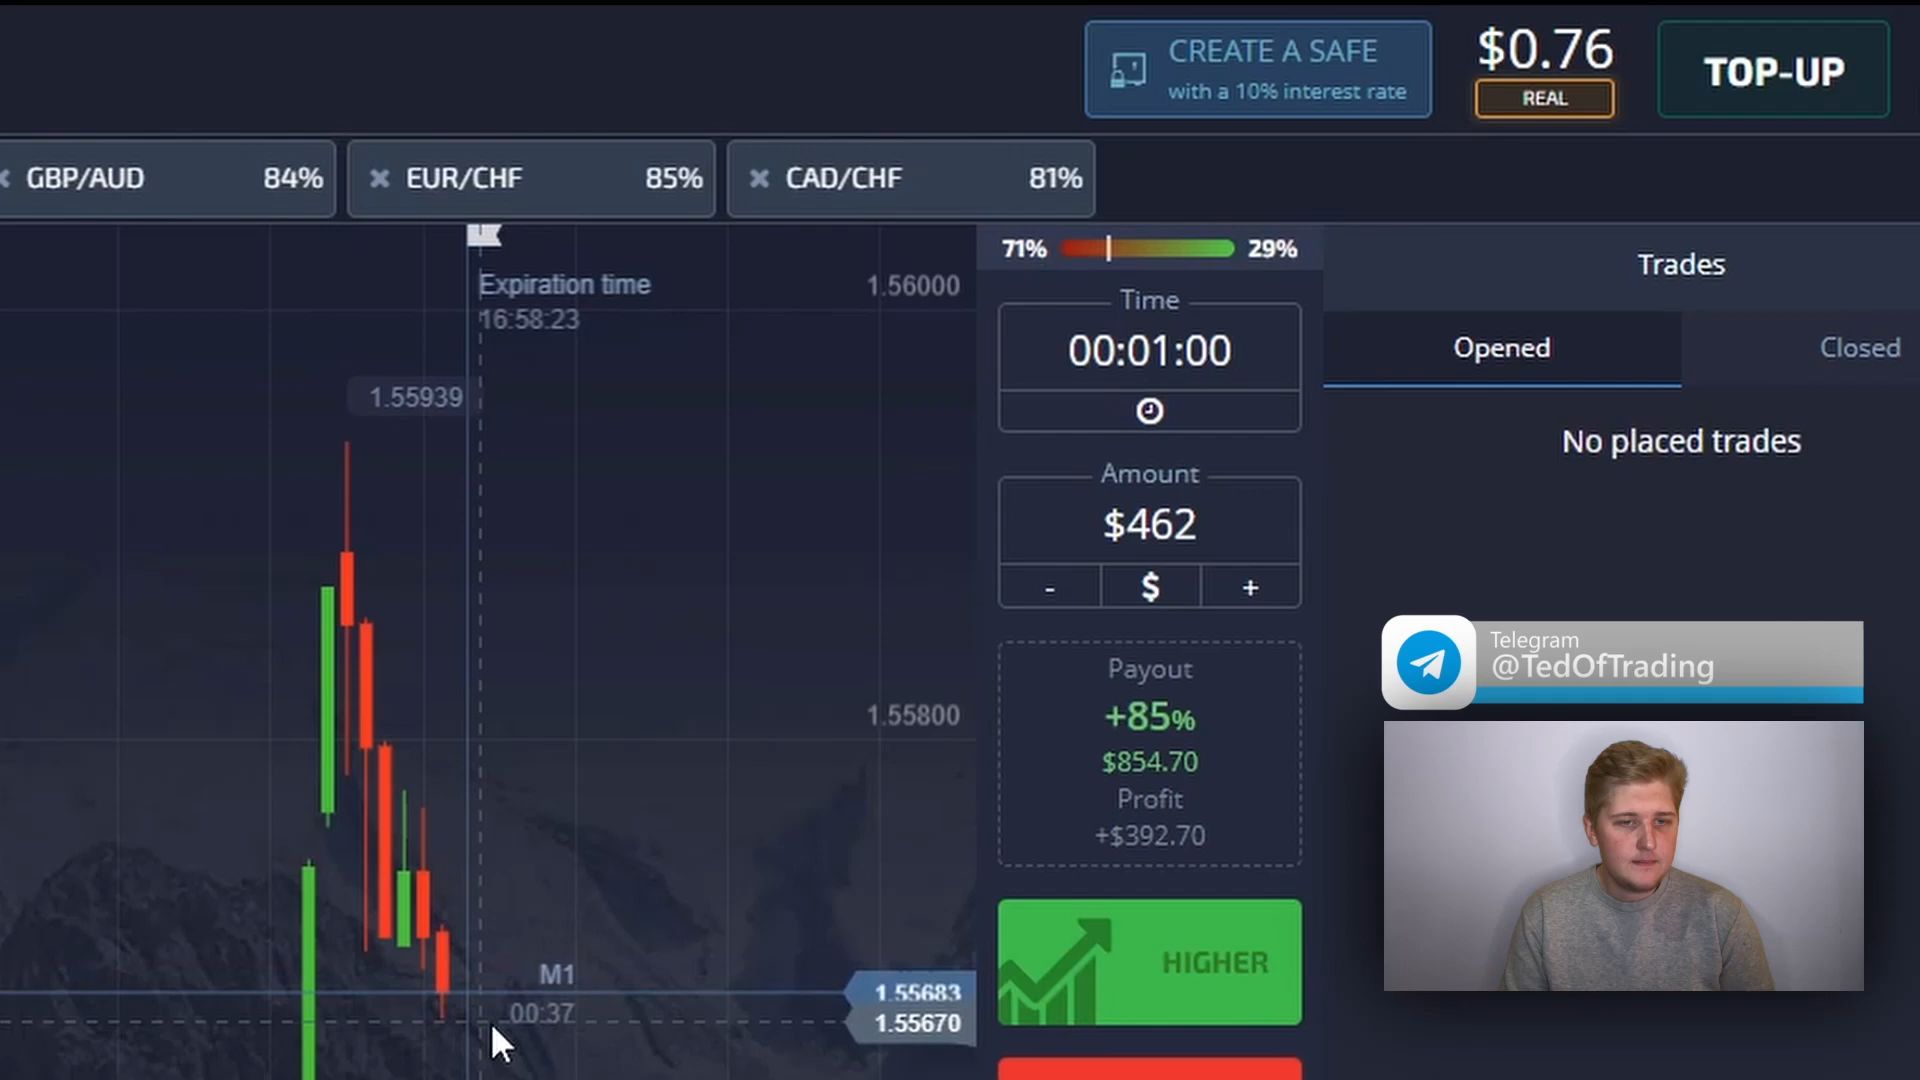 CREATE A SAFE
with a 10% interest rate
$0.76
REAL
TOP-UP
GBP/AUD 84%
EUR/CHF 85%
CAD/CHF 81%
Expiration time
16:58:23
1.56000
1.55939
1.55800
M1
00:37
1.55683
1.55670
71% 29%
Time
00:01:00
Amount
$462
- $ +
Payout
+85%
$854.70
Profit
+$392.70
HIGHER
Trades
Opened
Closed
No placed trades
Telegram
@TedOfTrading